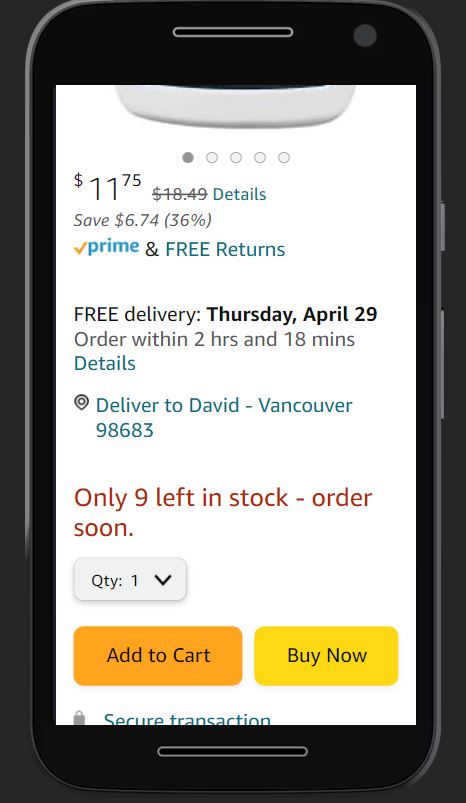 $ 11 75 $18.49 Details
Save $6.74 (36%)
prime & FREE Returns
FREE delivery: Thursday, April 29
Order within 2 hrs and 18 mins
Details
Deliver to David - Vancouver
98683
Only 9 left in stock - order
soon.
Qty: 1
Add to Cart Buy Now
Secure transaction